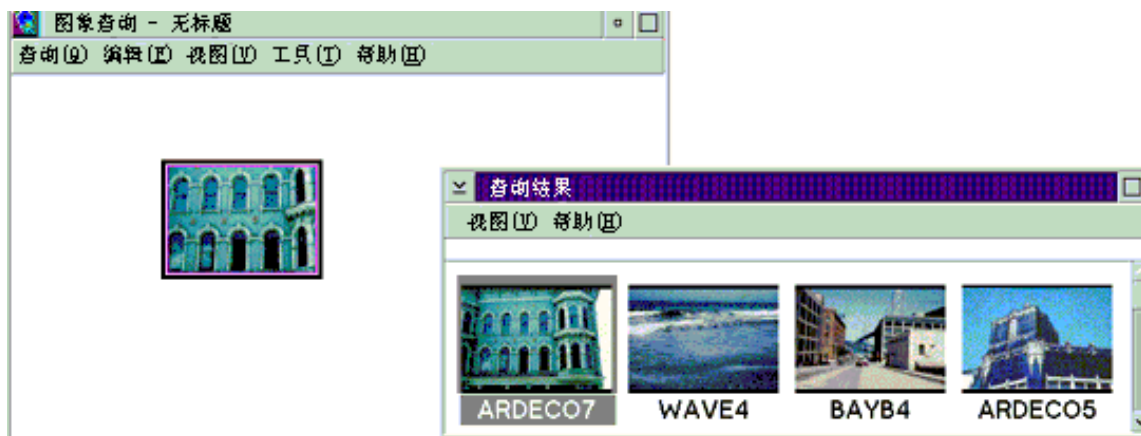 图象查询 - 无标题
查询(Q) 编辑(E) 视图(V) 工具(T) 帮助(H)
查询结果
视图(V) 帮助(H)
ARDECO7 WAVE4 BAYB4 ARDECO5